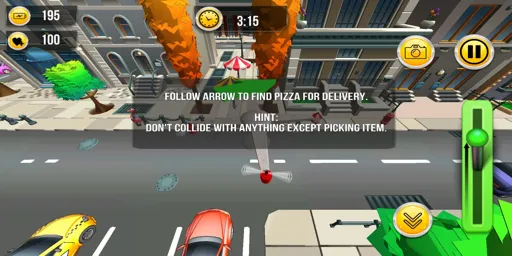 195
3:15
100
FOLLOW ARROW TO FIND PIZZA FOR DELIVERY.
HINT:
DON'T COLLIDE WITH ANYTHING EXCEPT PICKING ITEM.